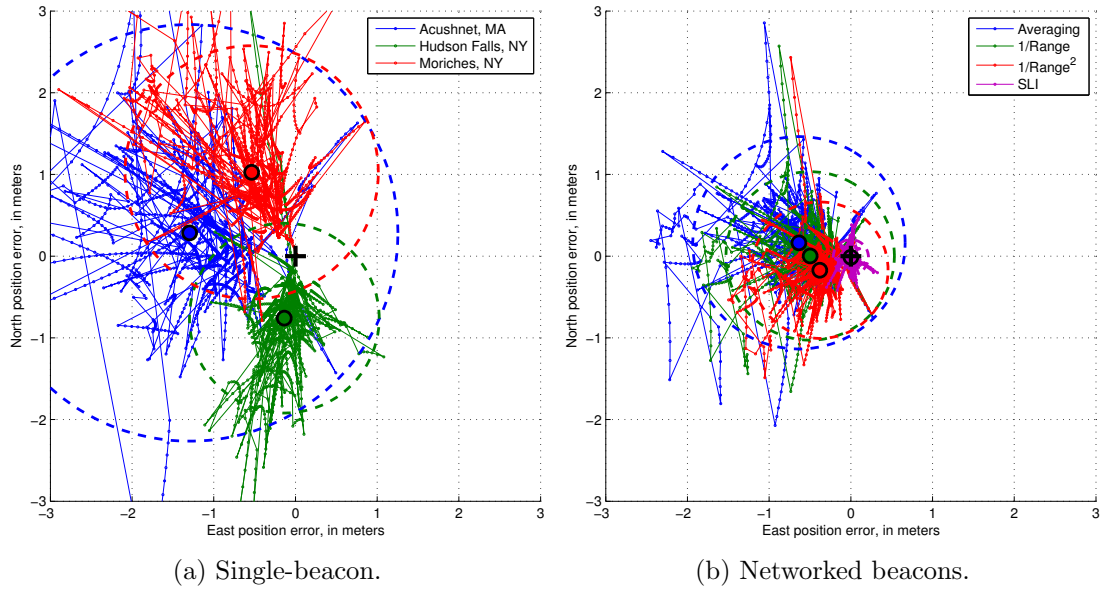 3
2
1
0
−1
−2
−3
−3
−2
−1
0
1
2
3
North position error, in meters
East position error, in meters
Acushnet, MA
Hudson Falls, NY
Moriches, NY
(a) Single-beacon.
3
2
1
0
−1
−2
−3
−3
−2
−1
0
1
2
3
North position error, in meters
East position error, in meters
Averaging
1/Range
1/Range²
SLI
(b) Networked beacons.